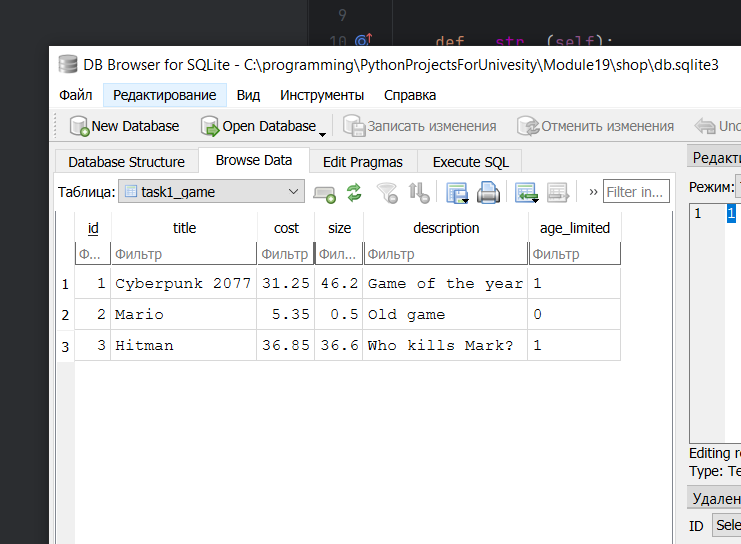 9
10 def __str__(self):
DB Browser for SQLite - C:\programming\PythonProjectsForUnivesity\Module19\shop\db.sqlite3
Файл Редактирование Вид Инструменты Справка
New Database Open Database Записать изменения Отменить изменения Undo
Database Structure Browse Data Edit Pragmas Execute SQL
Редакти
Таблица: task1_game » Filter in...
Режим:
id title cost size description age_limited
1 1
Ф... Фильтр Фильтр Фил... Фильтр Фильтр
1 1 Cyberpunk 2077 31.25 46.2 Game of the year 1
2 2 Mario 5.35 0.5 Old game 0
3 3 Hitman 36.85 36.6 Who kills Mark? 1
Editing r
Type: Te
Удален
ID Sele